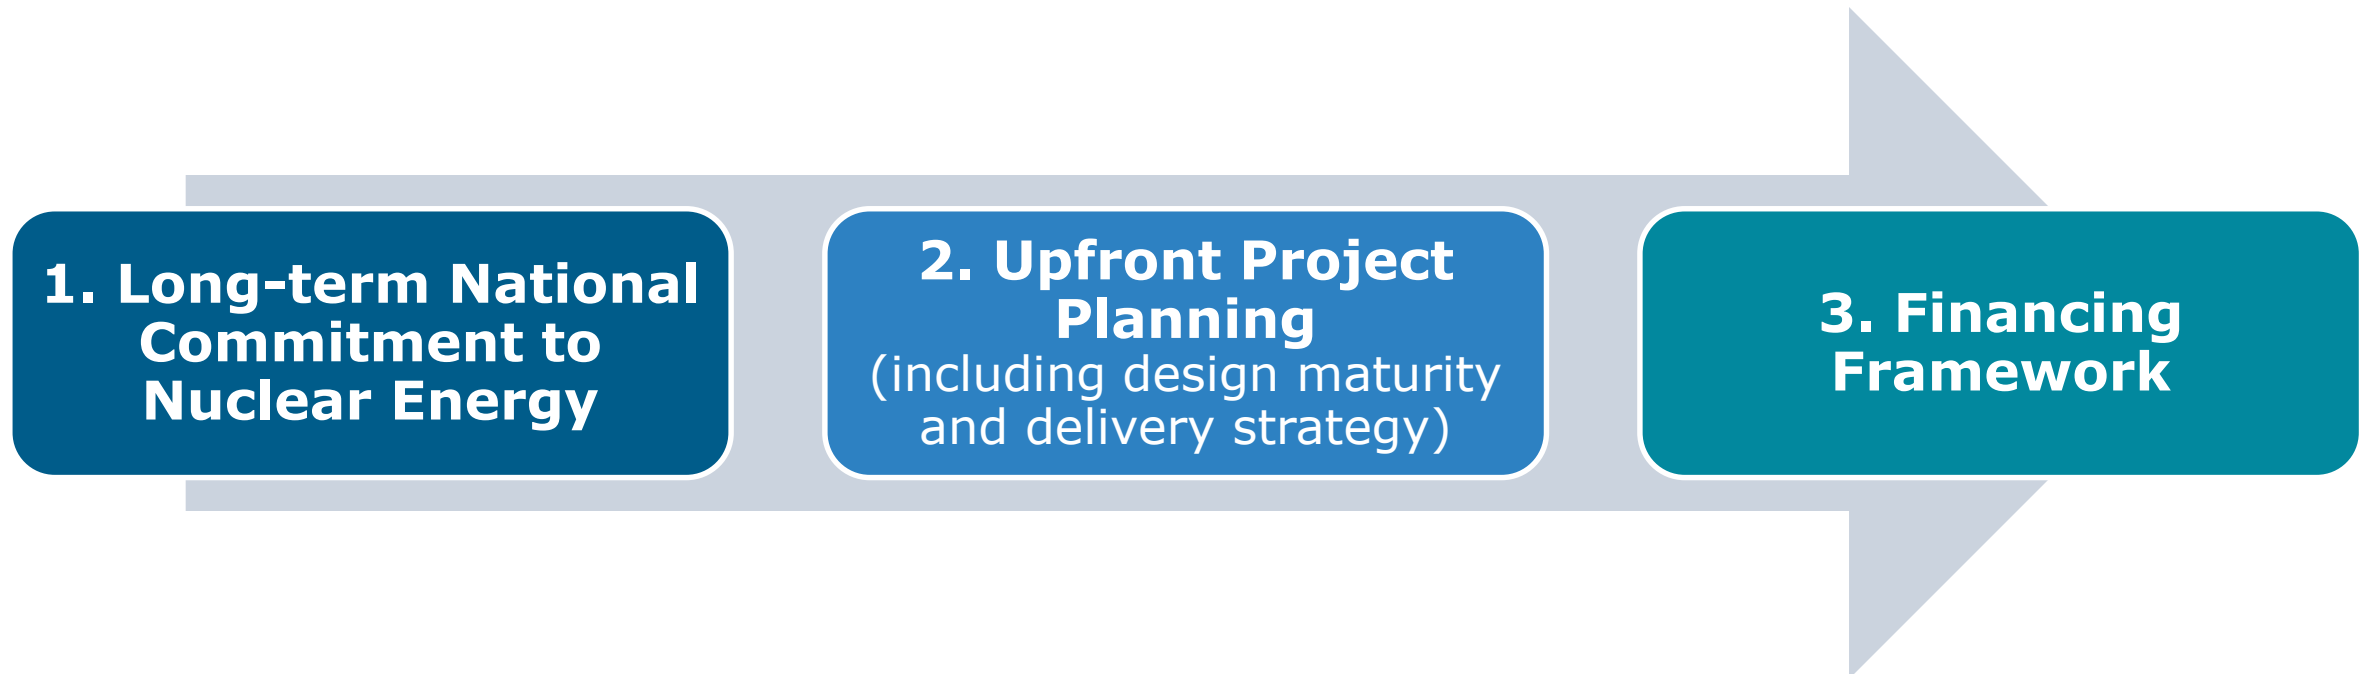 1. Long-term National
Commitment to
Nuclear Energy
2. Upfront Project
Planning
(including design maturity
and delivery strategy)
3. Financing
Framework